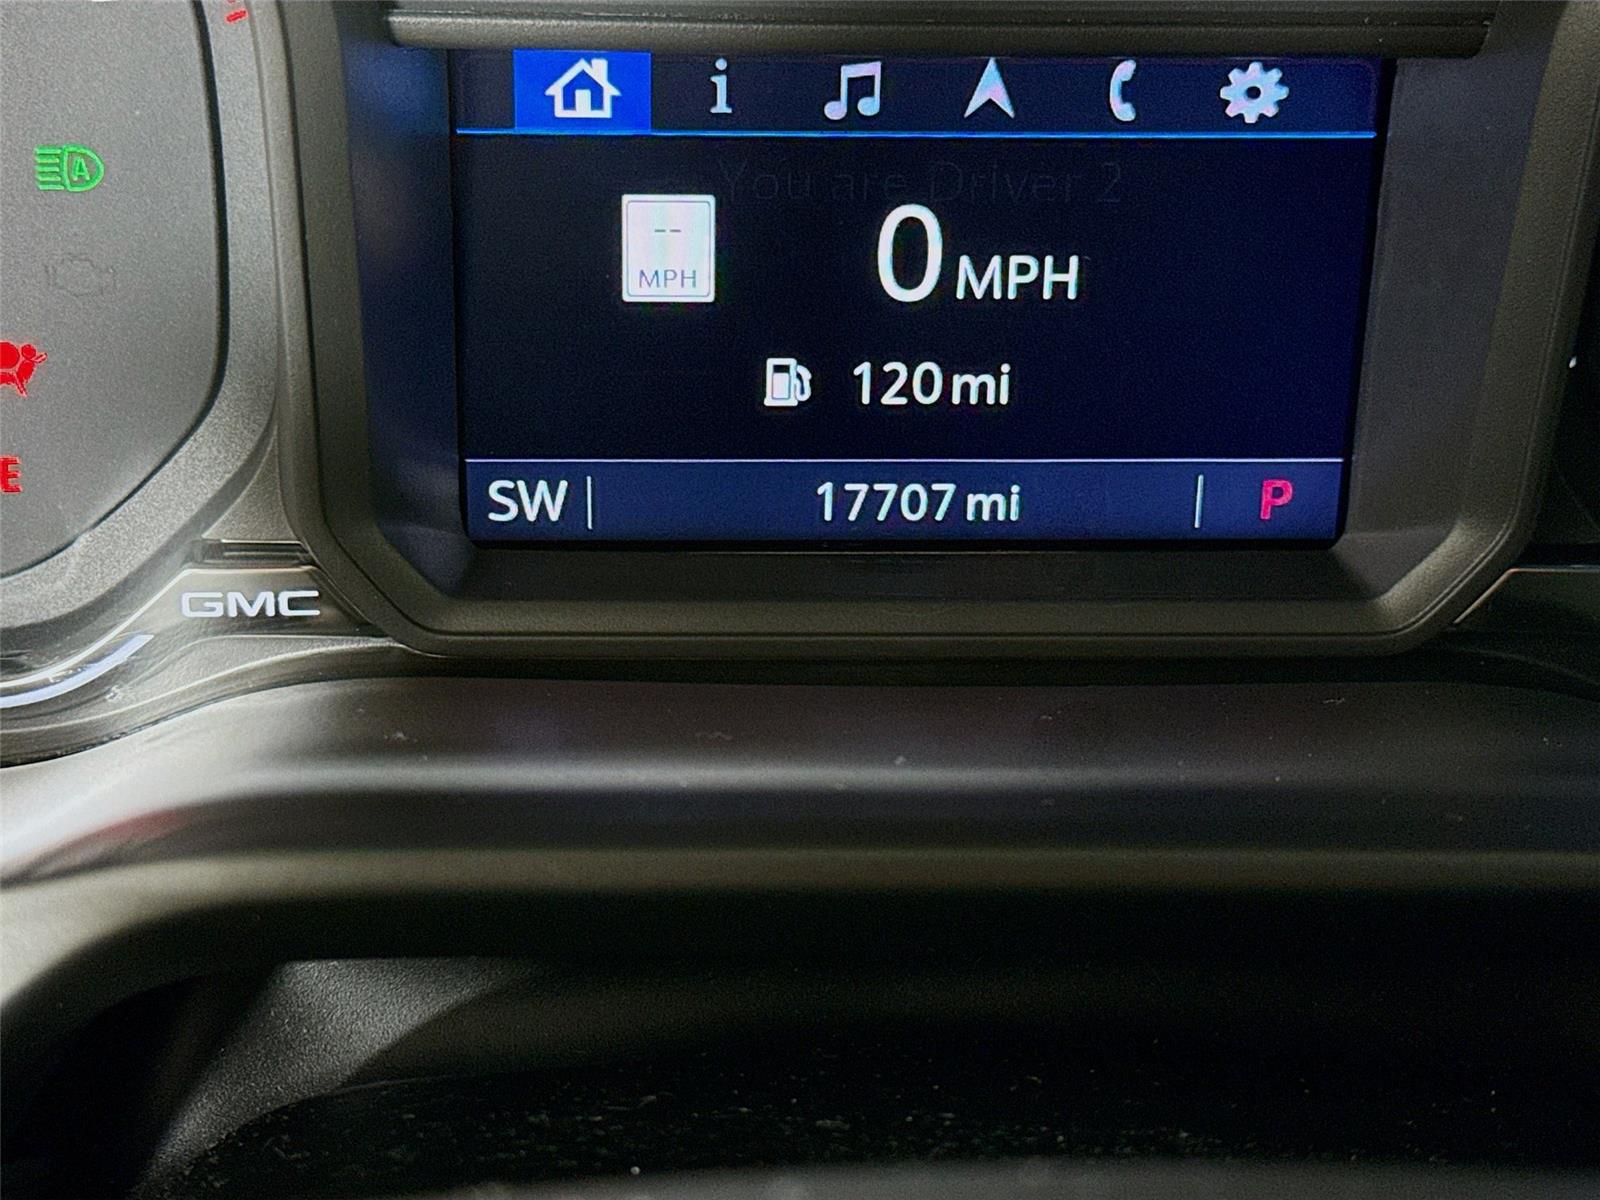 i
You are Driver 2
A
--
MPH
0 MPH
120 mi
E
SW 17707 mi P
GMC